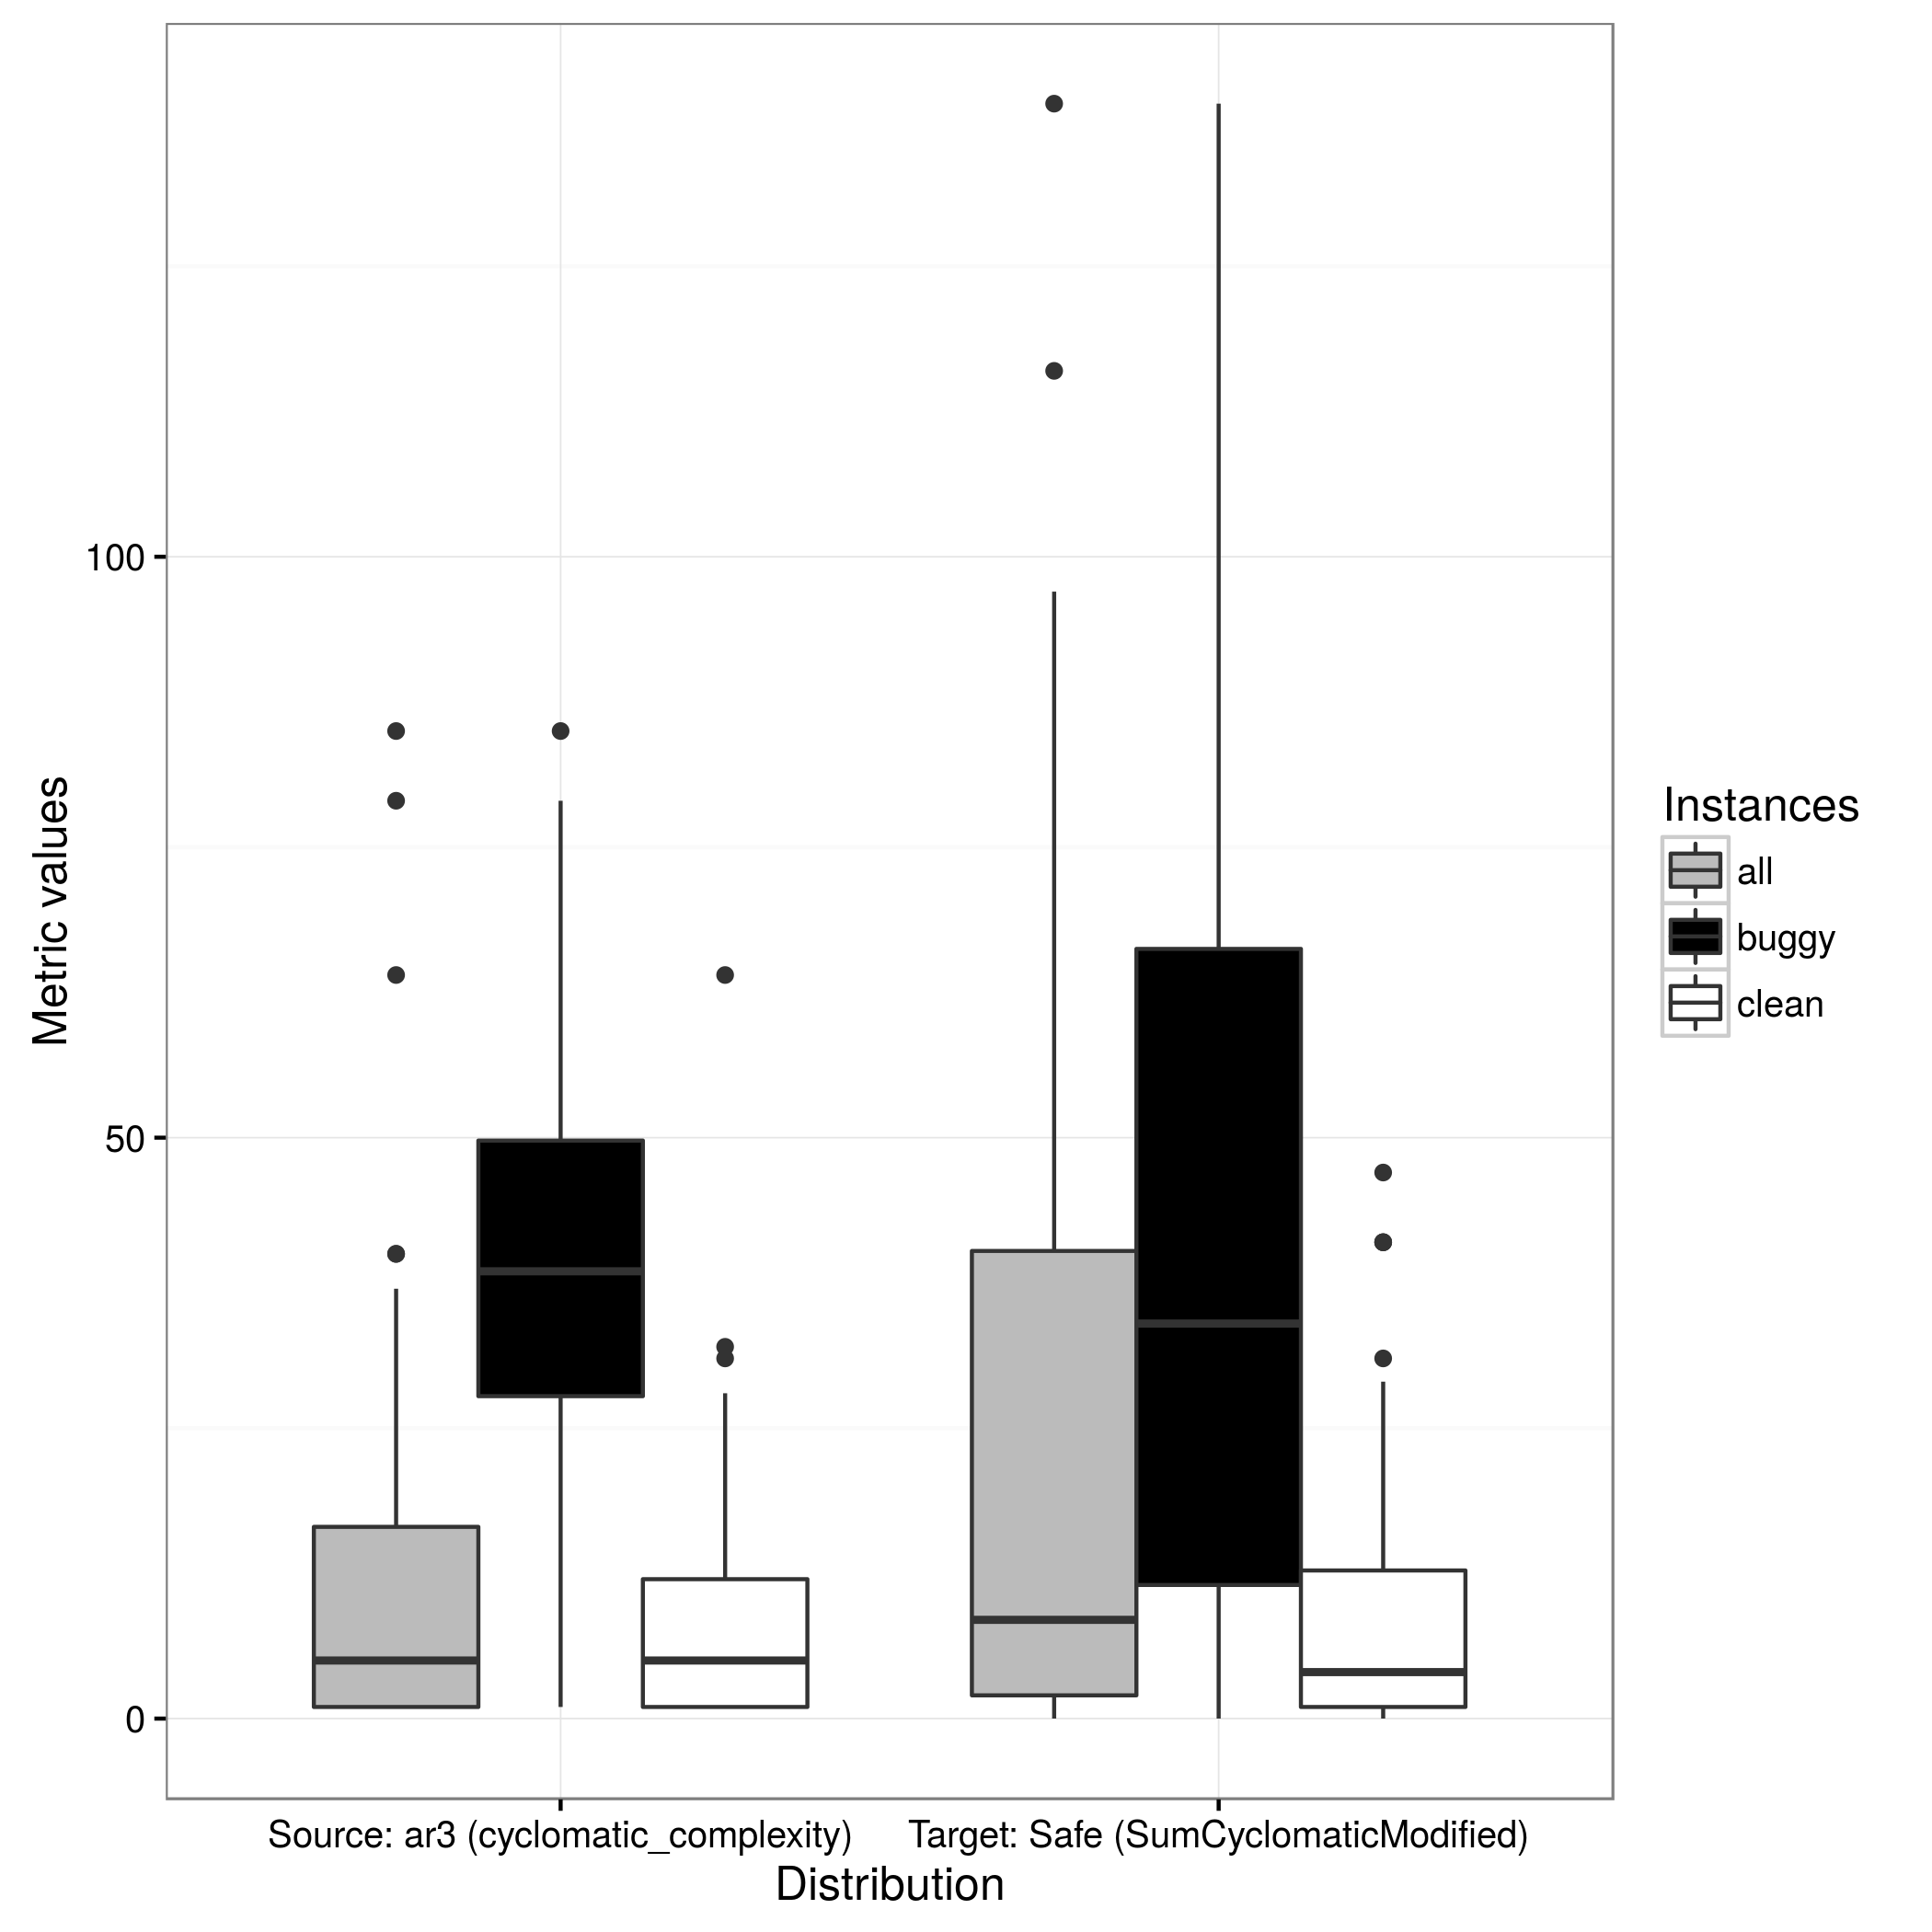 Metric values
100
50
0
Source: ar3 (cyclomatic_complexity)
Target: Safe (SumCyclomaticModified)
Distribution
Instances
all
buggy
clean